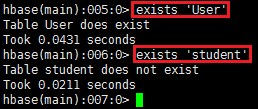 hbase(main):005:0> exists 'User'
Table User does exist
Took 0.0431 seconds
hbase(main):006:0> exists 'student'
Table student does not exist
Took 0.0211 seconds
hbase(main):007:0>